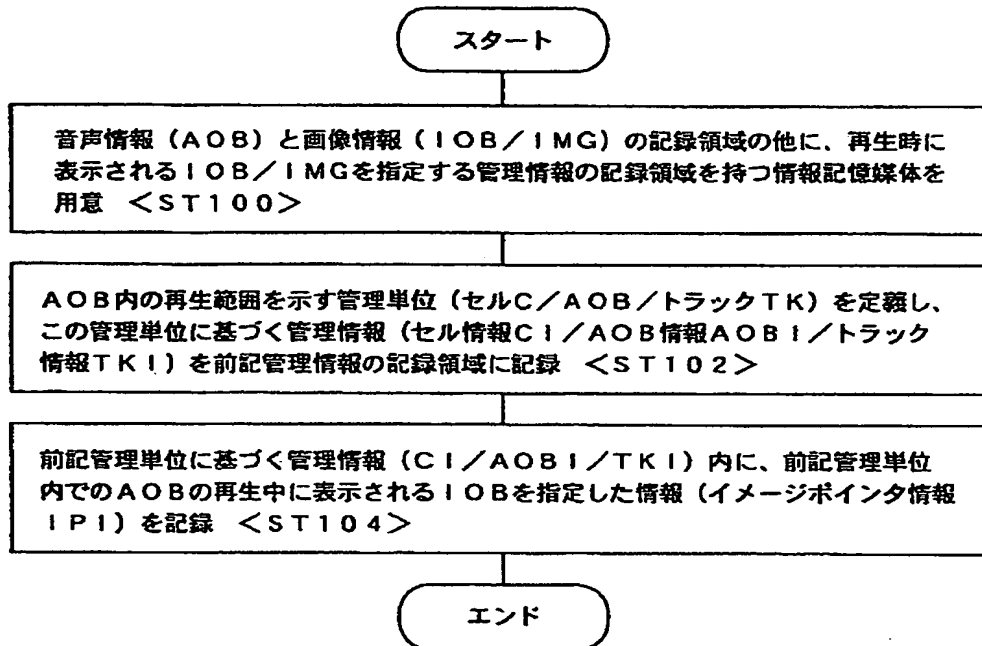 スタート
音声情報（AOB）と画像情報（IOB／IMG）の記録領域の他に、再生時に
表示されるIOB／IMGを指定する管理情報の記録領域を持つ情報記憶媒体を
用意　＜ST100＞
AOB内の再生範囲を示す管理単位（セルC／AOB／トラックTK）を定義し、
この管理単位に基づく管理情報（セル情報CI／AOB情報AOBI／トラック
情報TKI）を前記管理情報の記録領域に記録　＜ST102＞
前記管理単位に基づく管理情報（CI／AOBI／TKI）内に、前記管理単位
内でのAOBの再生中に表示されるIOBを指定した情報（イメージポインタ情報
IPI）を記録　＜ST104＞
エンド